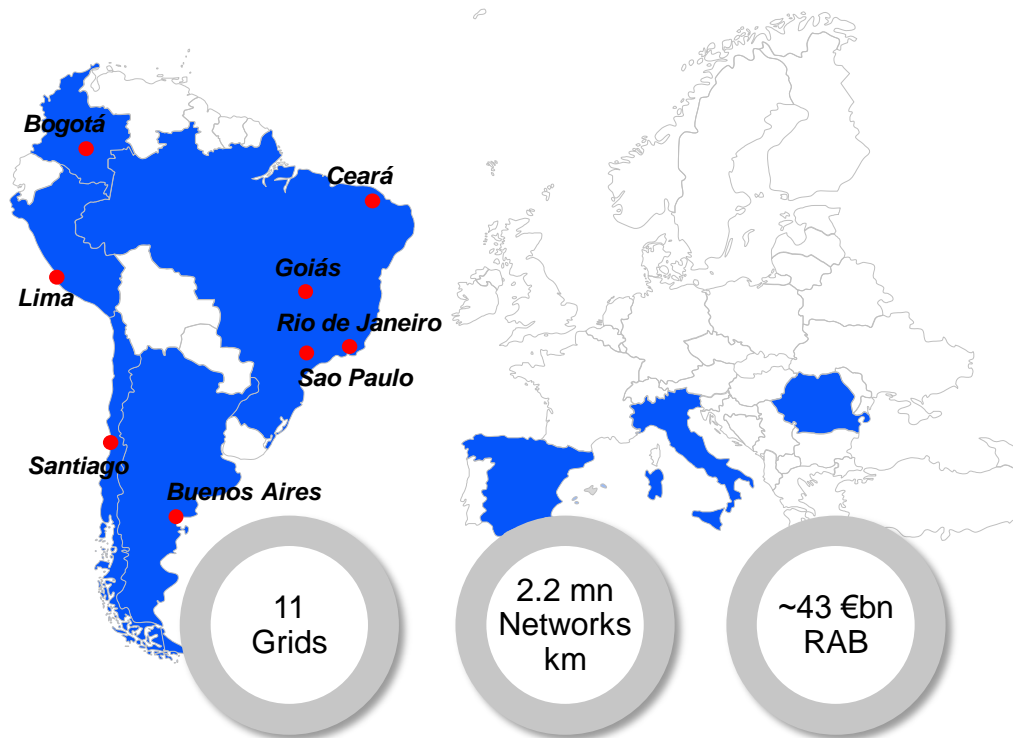 Bogotá
Ceará
Goiás
Lima
Rio de Janeiro
Sao Paulo
Santiago
Buenos Aires
11
Grids
2.2 mn
Networks
km
~43 €bn
RAB